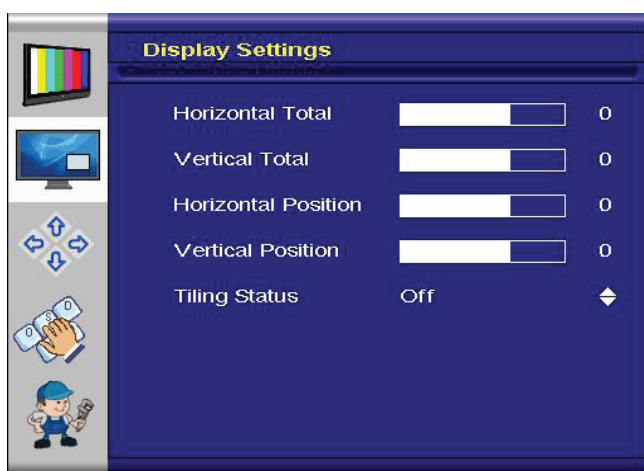 Display Settings
Horizontal Total 0
Vertical Total 0
Horizontal Position 0
Vertical Position 0
Tiling Status Off
O S D